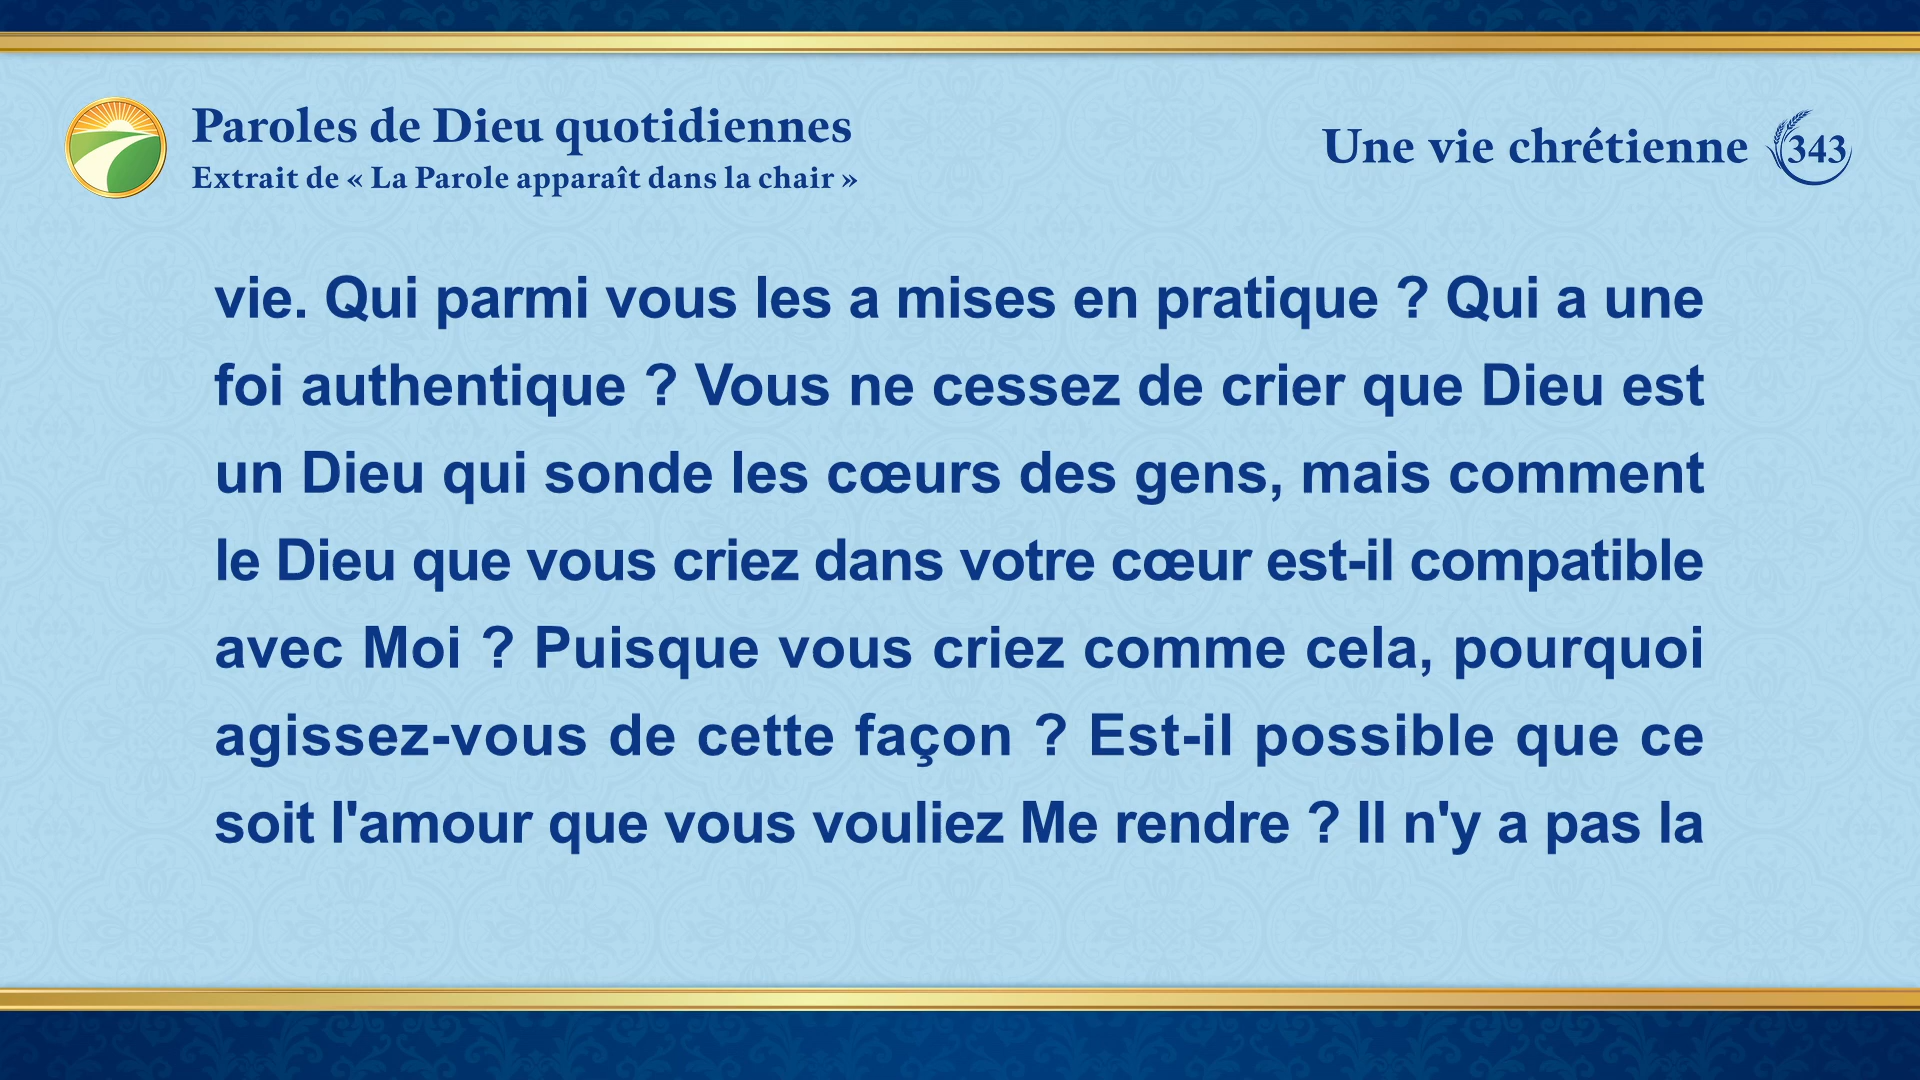 Paroles de Dieu quotidiennes
Extrait de « La Parole apparaît dans la chair »
Une vie chrétienne 343
vie. Qui parmi vous les a mises en pratique ? Qui a une
foi authentique ? Vous ne cessez de crier que Dieu est
un Dieu qui sonde les cœurs des gens, mais comment
le Dieu que vous criez dans votre cœur est-il compatible
avec Moi ? Puisque vous criez comme cela, pourquoi
agissez-vous de cette façon ? Est-il possible que ce
soit l'amour que vous vouliez Me rendre ? Il n'y a pas la